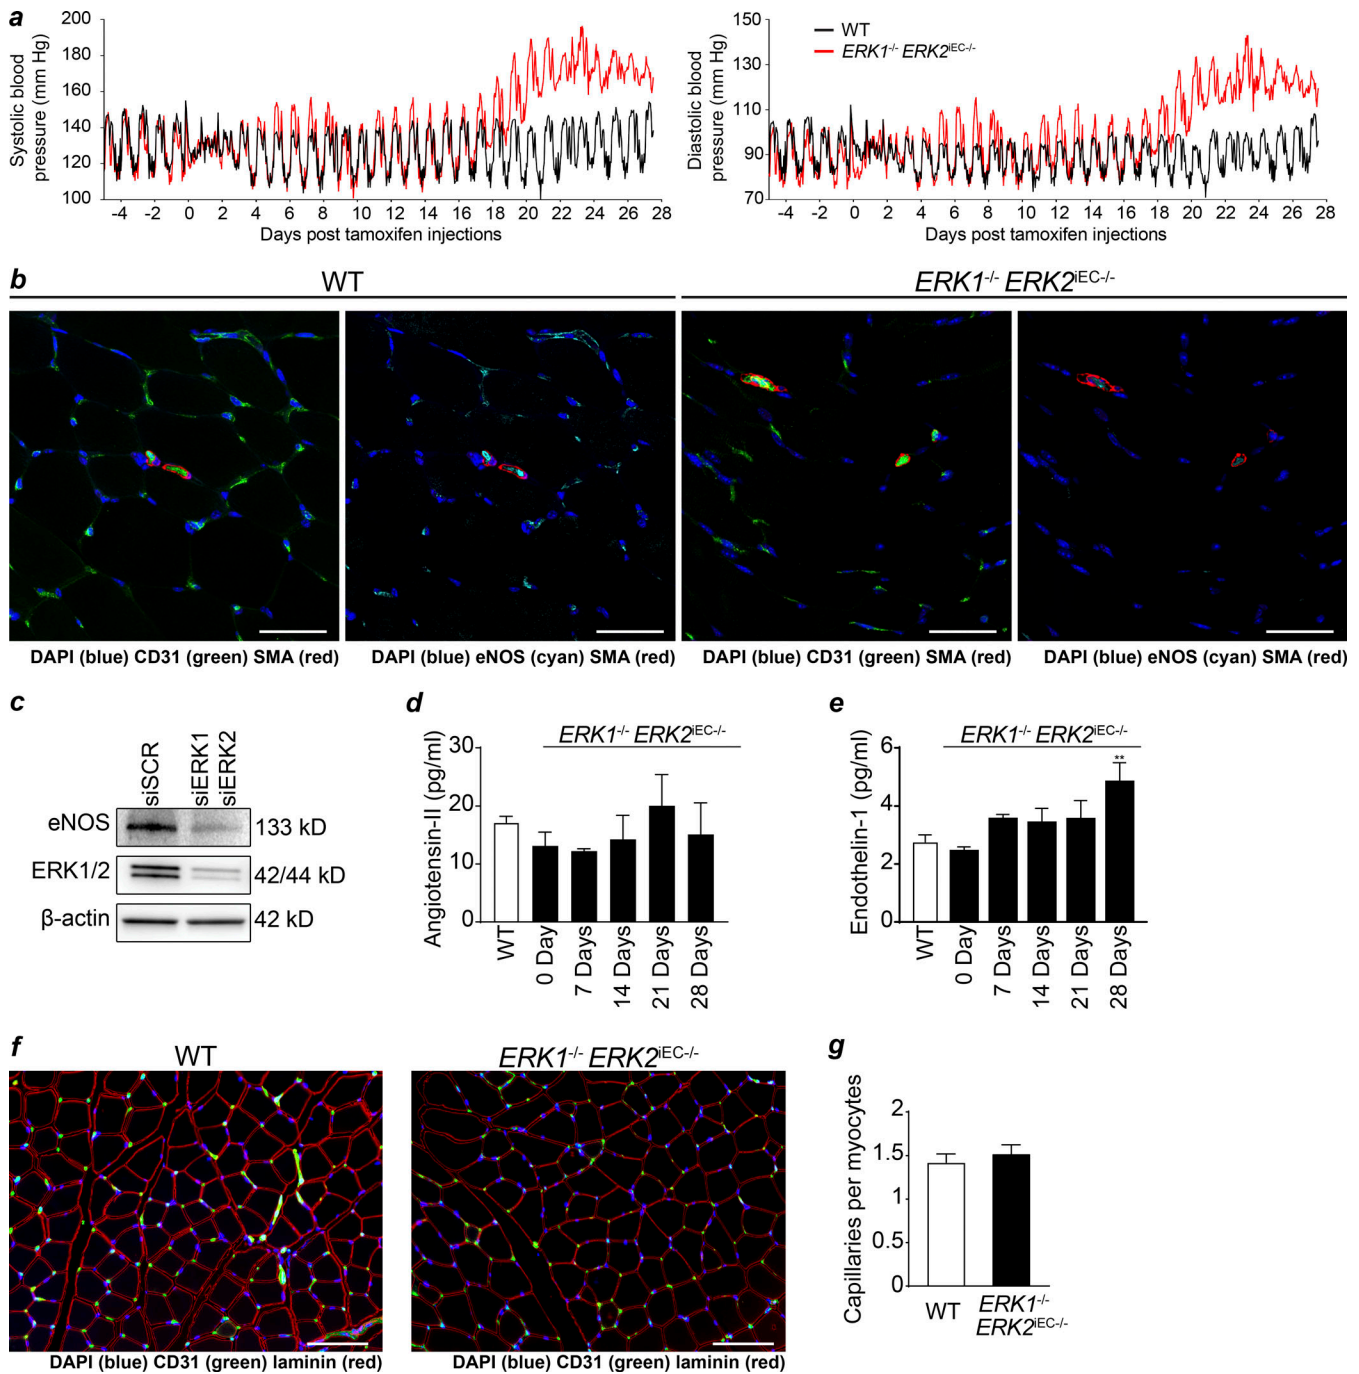 a
Systolic blood
pressure (mm Hg)
200
180
160
140
120
100
-4 -2 0 2 4 6 8 10 12 14 16 18 20 22 24 26 28
Days post tamoxifen injections
Diastolic blood
pressure (mm Hg)
150
130
110
90
70
WT
ERK1-/- ERK2iEC-/-
-4 -2 0 2 4 6 8 10 12 14 16 18 20 22 24 26 28
Days post tamoxifen injections
b
WT
ERK1-/- ERK2iEC-/-
DAPI (blue) CD31 (green) SMA (red)
DAPI (blue) eNOS (cyan) SMA (red)
DAPI (blue) CD31 (green) SMA (red)
DAPI (blue) eNOS (cyan) SMA (red)
c
siSCR
siERK1
siERK2
eNOS
133 kD
ERK1/2
42/44 kD
β-actin
42 kD
d
ERK1-/- ERK2iEC-/-
Angiotensin-II (pg/ml)
30
20
10
0
WT
0 Day
7 Days
14 Days
21 Days
28 Days
e
ERK1-/- ERK2iEC-/-
Endothelin-1 (pg/ml)
6
4
2
0
**
WT
0 Day
7 Days
14 Days
21 Days
28 Days
f
WT
ERK1-/- ERK2iEC-/-
DAPI (blue) CD31 (green) laminin (red)
DAPI (blue) CD31 (green) laminin (red)
g
Capillaries per myocytes
2
1.5
1
0.5
0
WT
ERK1-/-
ERK2iEC-/-